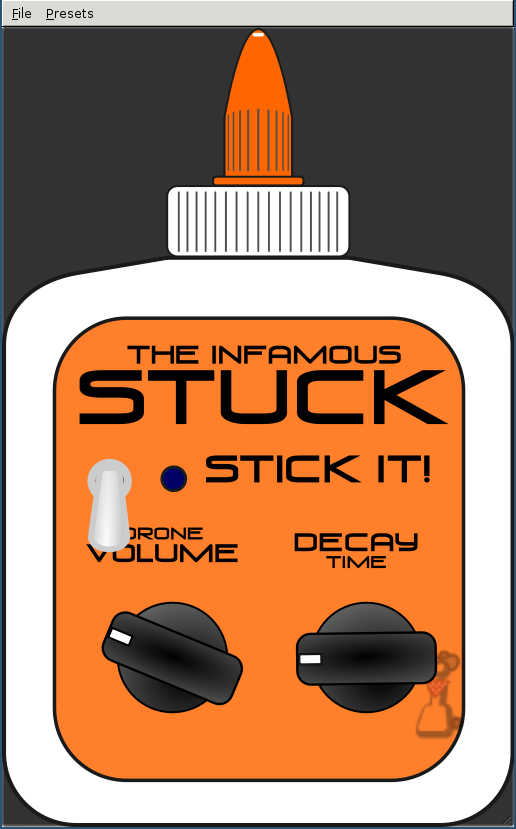 File Presets
THE INFAMOUS
STUCK
STICK IT!
DRONE
VOLUME
DECAY
TIME